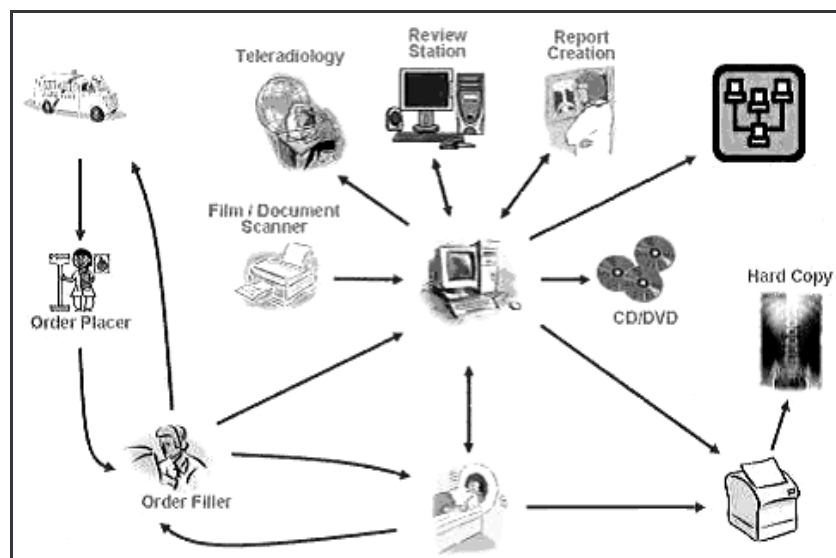 Teleradiology
Review
Station
Report
Creation
Film / Document
Scanner
Order Placer
CD/DVD
Hard Copy
Order Filler